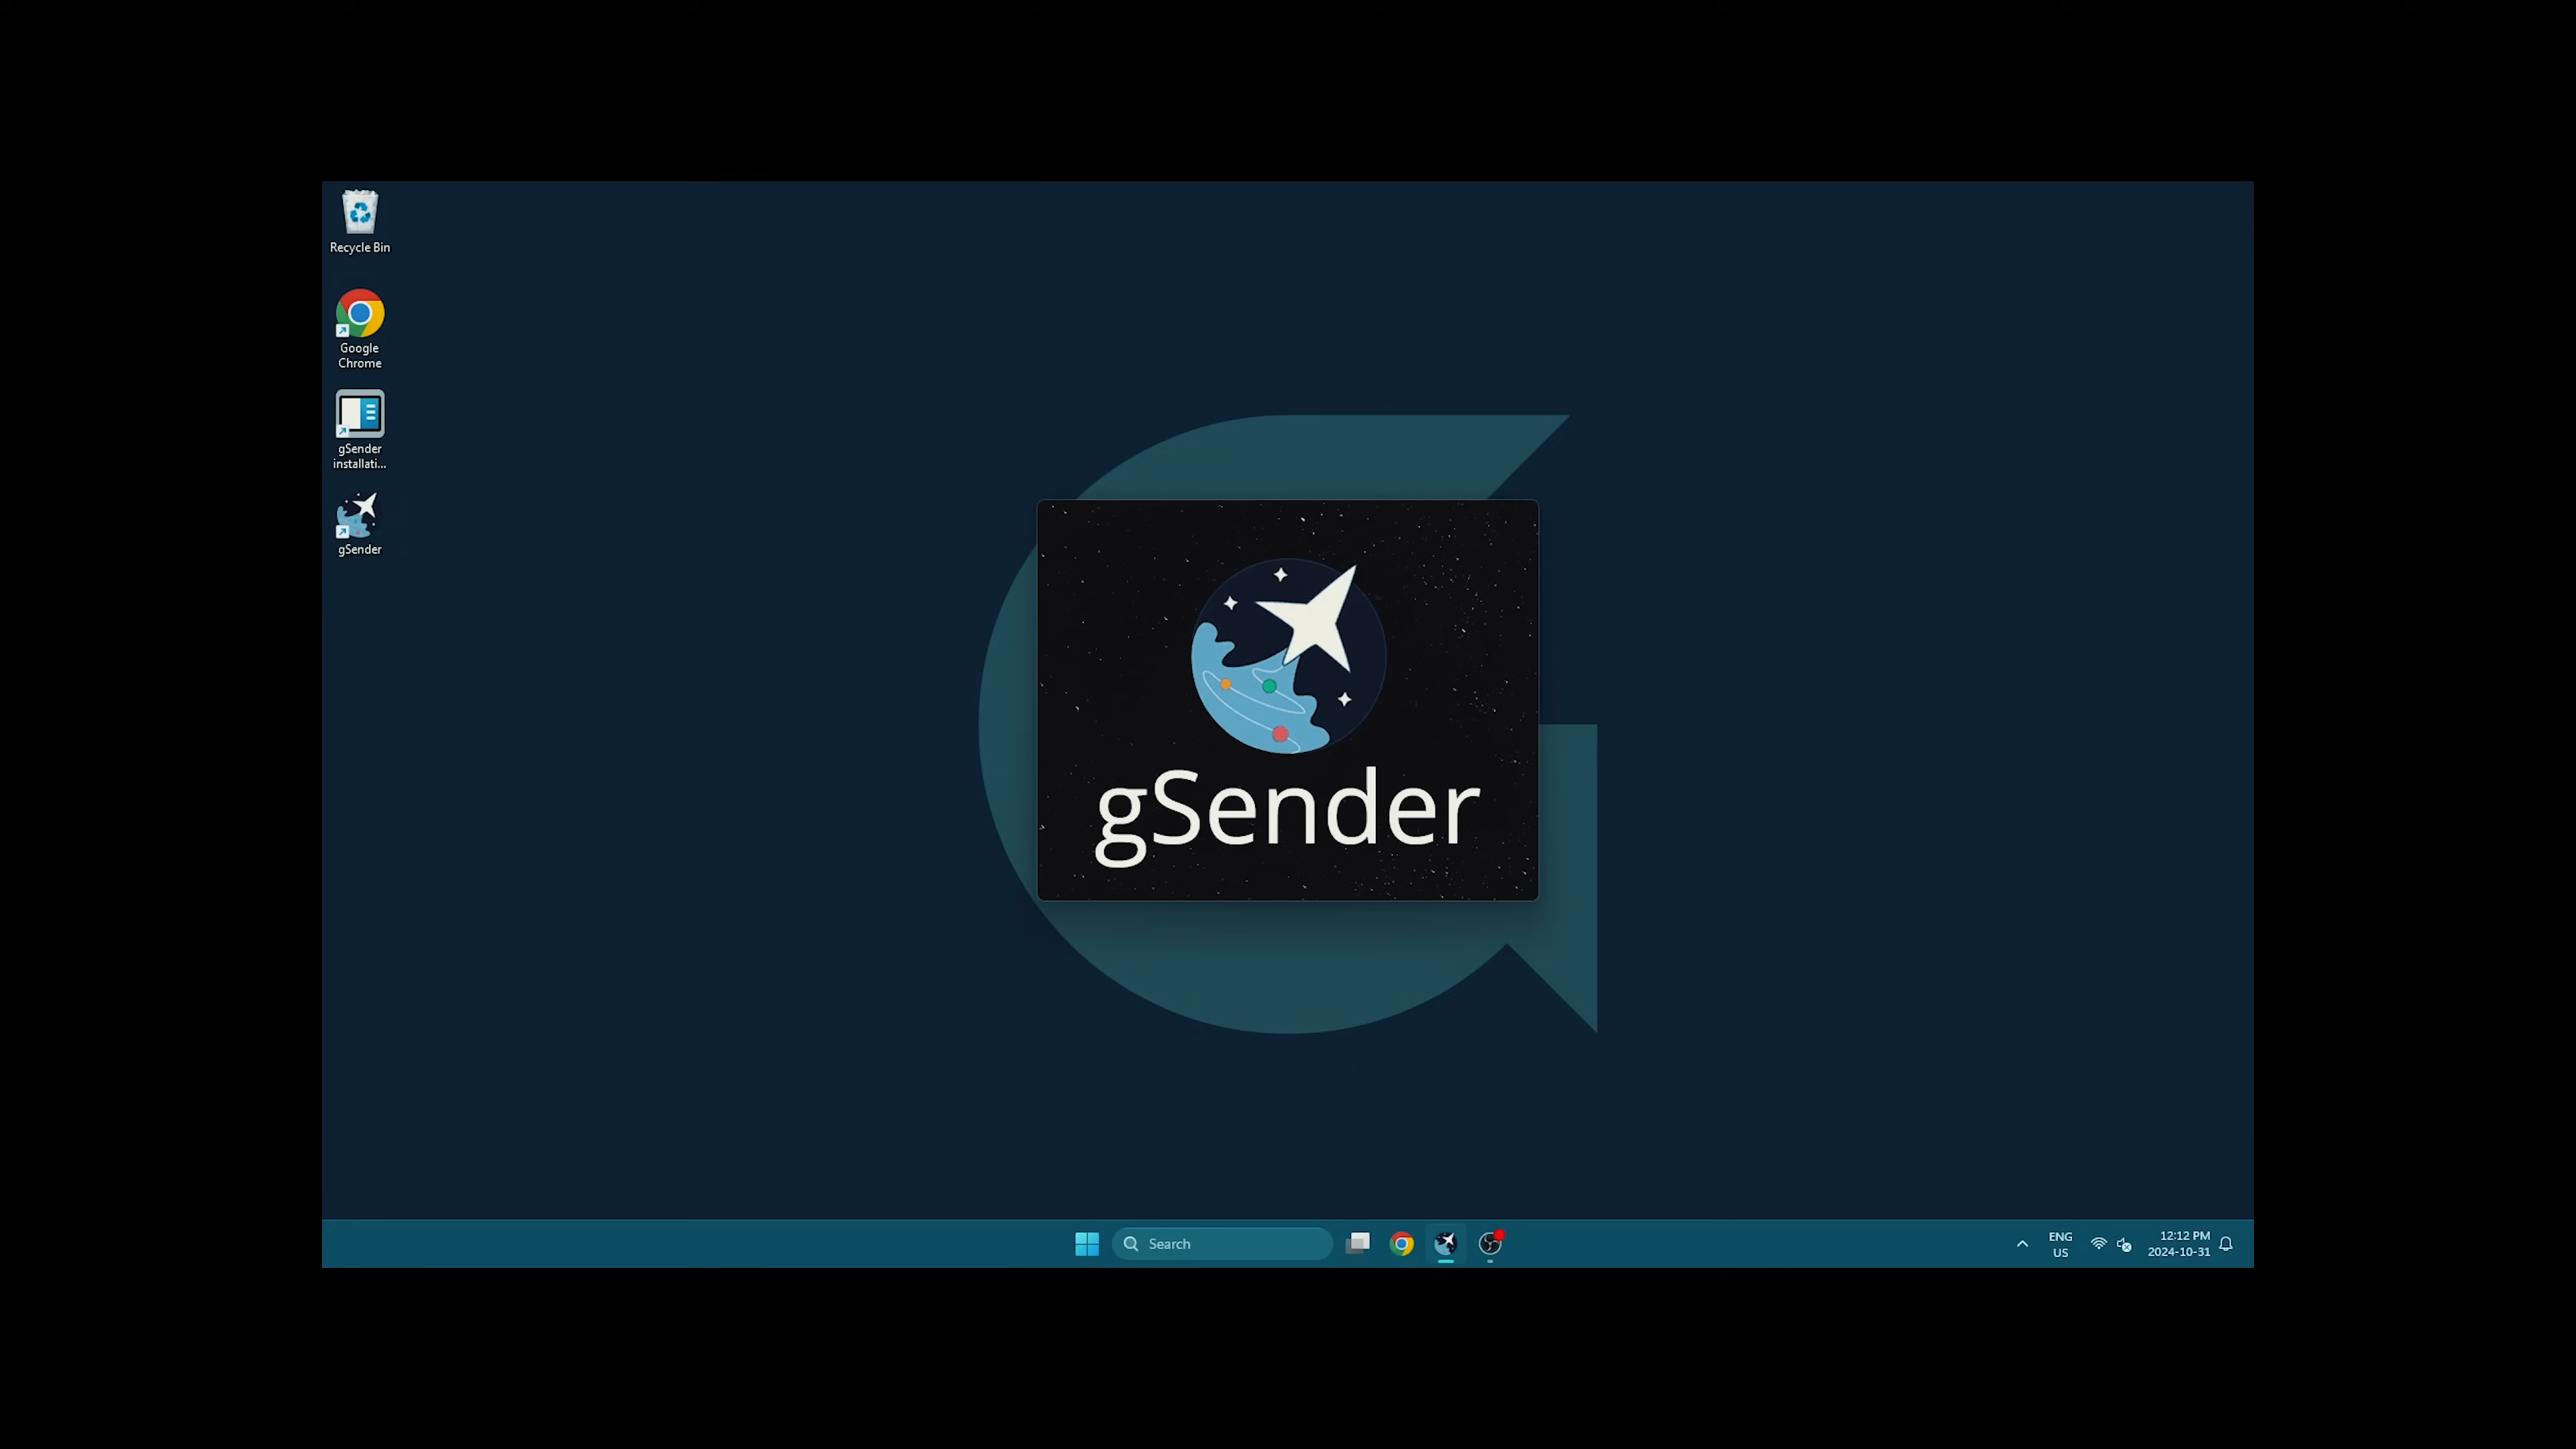 Recycle Bin
Google
Chrome
gSender
installati...
gSender
gSender
Search
ENG
US
12:12 PM
2024-10-31